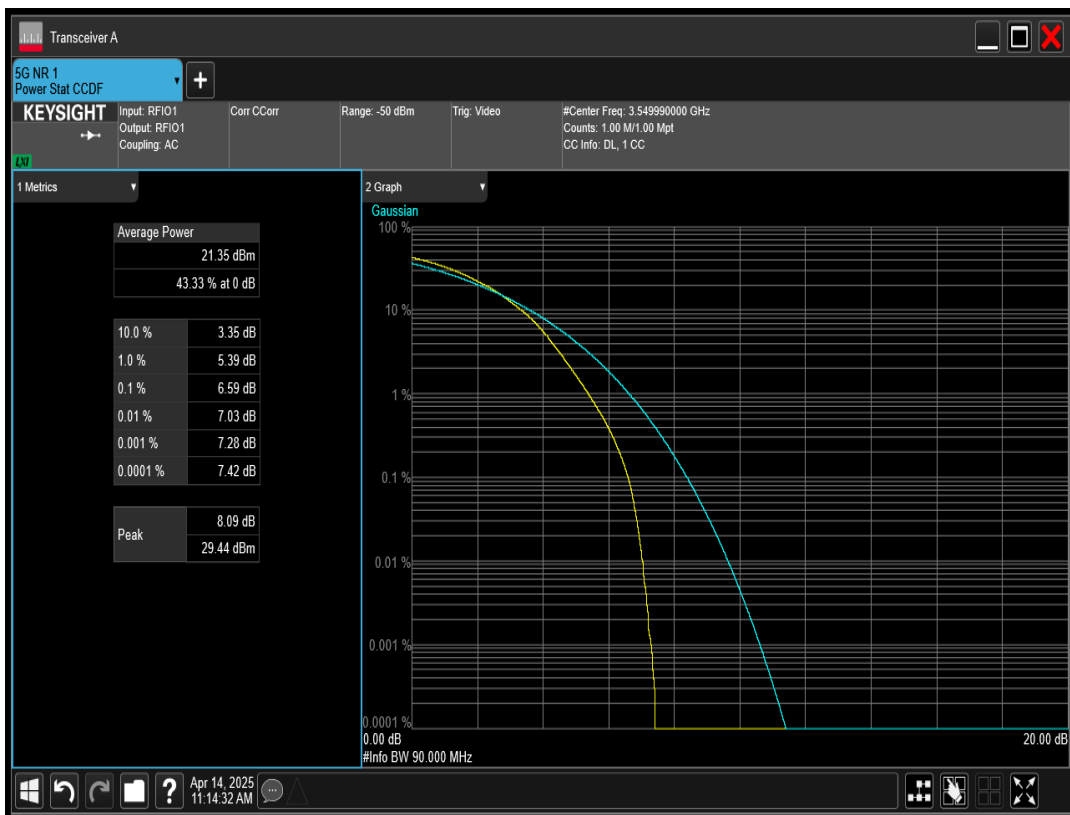 Transceiver A
5G NR 1
Power Stat CCDF
+
KEYSIGHT
LXI
Input: RFIO1
Output: RFIO1
Coupling: AC
Corr CCorr
Range: -50 dBm
Trig: Video
#Center Freq: 3.549990000 GHz
Counts: 1.00 M/1.00 Mpt
CC Info: DL, 1 CC
1 Metrics
Average Power
21.35 dBm
43.33 % at 0 dB
10.0 % 3.35 dB
1.0 % 5.39 dB
0.1 % 6.59 dB
0.01 % 7.03 dB
0.001 % 7.28 dB
0.0001 % 7.42 dB
Peak
8.09 dB
29.44 dBm
2 Graph
Gaussian
100 %
10 %
1 %
0.1 %
0.01 %
0.001 %
0.0001 %
0.00 dB 20.00 dB
#Info BW 90.000 MHz
?
Apr 14, 2025
11:14:32 AM